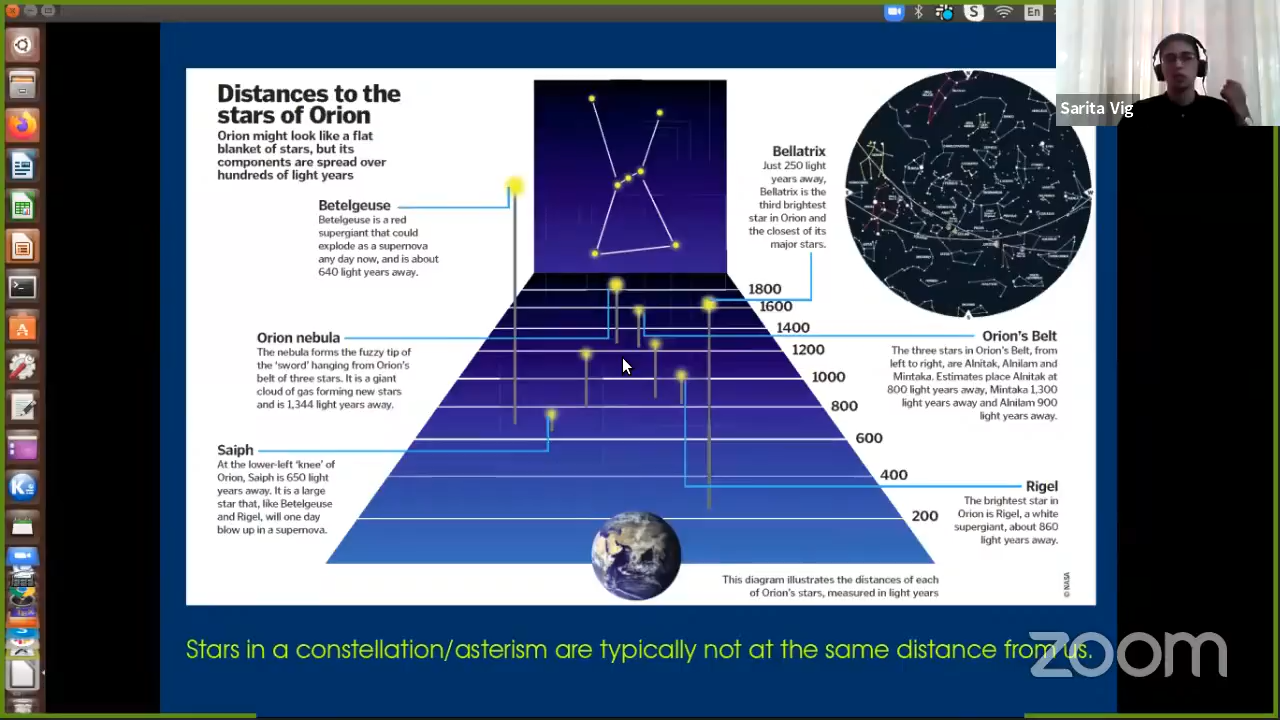 En
Sarita Vig
Distances to the
stars of Orion
Orion might look like a flat
blanket of stars, but its
components are spread over
hundreds of light years
Betelgeuse
Betelgeuse is a red
supergiant that could
explode as a supernova
any day now, and is about
640 light years away.
Orion nebula
The nebula forms the fuzzy tip of
the ‘sword’ hanging from Orion's
belt of three stars. It is a giant
cloud of gas forming new stars
and is 1,344 light years away.
Saiph
At the lower-left ‘knee’ of
Orion, Saiph is 650 light
years away. It is a large
star that, like Betelgeuse
and Rigel, will one day
blow up in a supernova.
Bellatrix
Just 250 light
years away,
Bellatrix is the
third brightest
star in Orion and
the closest of its
major stars.
1800
1600
1400
1200
1000
800
600
400
200
Orion's Belt
The three stars in Orion's Belt, from
left to right, are Alnitak, Alnilam and
Mintaka. Estimates place Alnitak at
800 light years away, Mintaka 1,300
light years away and Alnilam 900
light years away.
Rigel
The brightest star in
Orion is Rigel, a white
supergiant, about 860
light years away.
This diagram illustrates the distances of each
of Orion's stars, measured in light years
© NASA
Stars in a constellation/asterism are typically not at the same distance from us.
zoom